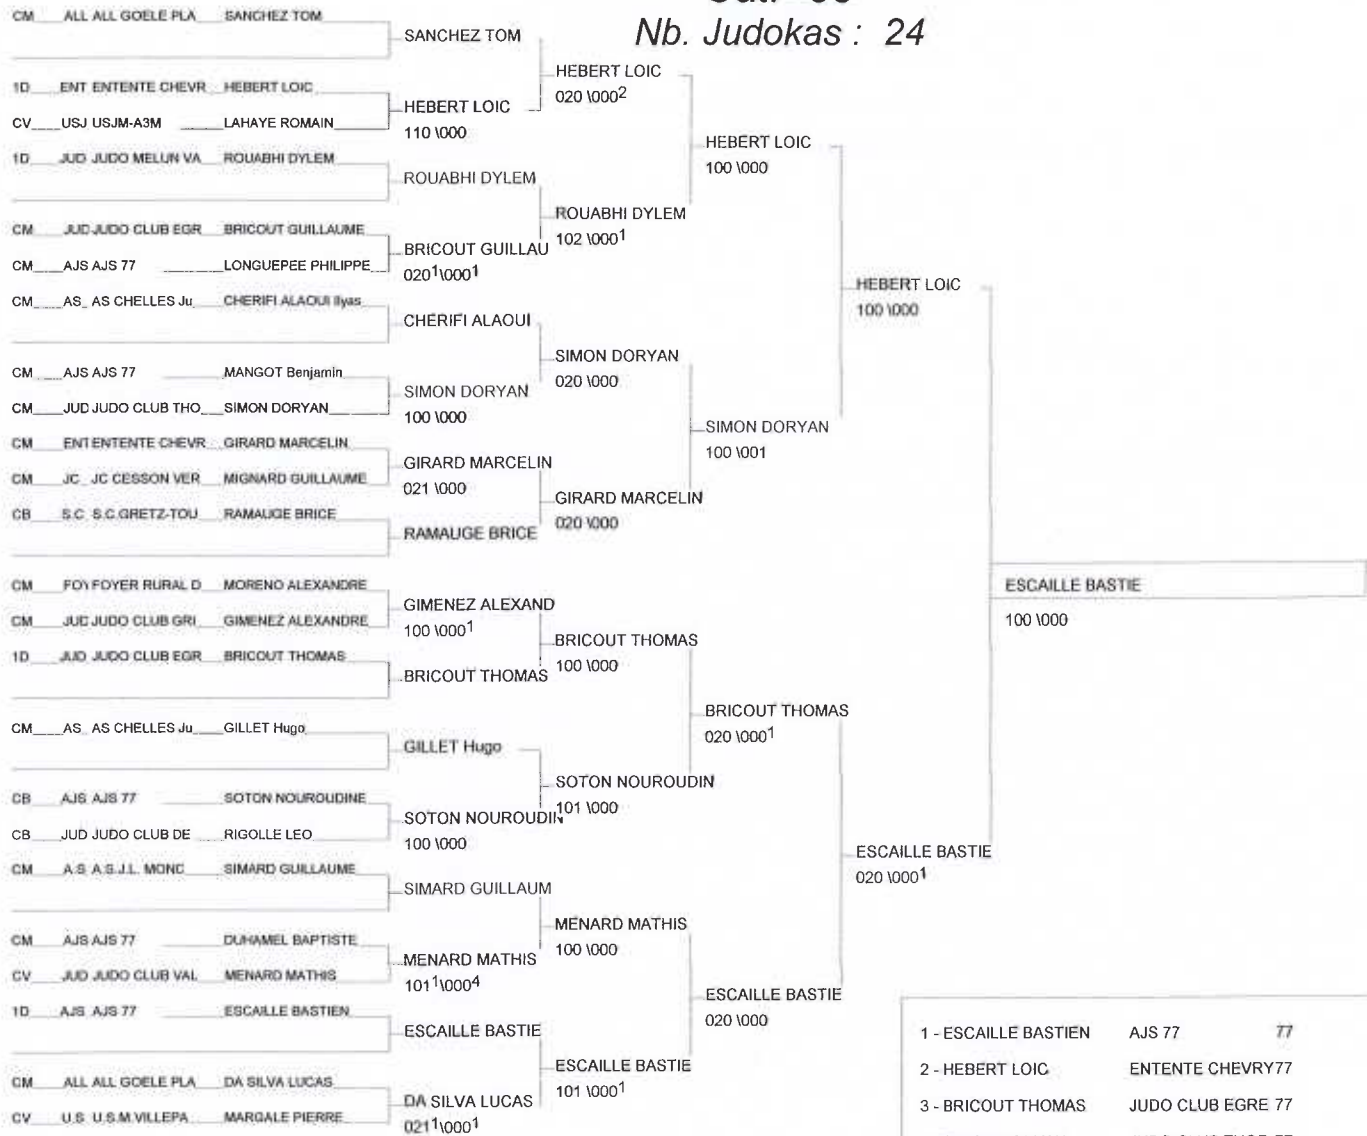 Nb. Judokas : 24
CM ALL ALL GOELE PLA SANCHEZ TOM
SANCHEZ TOM
HEBERT LOIC
020 \000²
1D ENT ENTENTE CHEVR HEBERT LOIC
HEBERT LOIC
110 \000
CV USJ USJM-A3M LAHAYE ROMAIN
HEBERT LOIC
100 \000
1D JUD JUDO MELUN VA ROUABHI DYLEM
ROUABHI DYLEM
ROUABHI DYLEM
102 \000¹
CM JUD JUDO CLUB EGR BRICOUT GUILLAUME
BRICOUT GUILLAU
020¹\000¹
CM AJS AJS 77 LONGUEPEE PHILIPPE
HEBERT LOIC
100 \000
CM AS_ AS CHELLES Ju CHERIFI ALAOUI Ilyas
CHERIFI ALAOUI
SIMON DORYAN
020 \000
CM AJS AJS 77 MANGOT Benjamin
SIMON DORYAN
100 \000
CM JUD JUDO CLUB THO SIMON DORYAN
SIMON DORYAN
100 \001
CM ENT ENTENTE CHEVR GIRARD MARCELIN
GIRARD MARCELIN
021 \000
CM JC_ JC CESSON VER MIGNARD GUILLAUME
GIRARD MARCELIN
020 \000
CB S.C S.C.GRETZ-TOU RAMAUGE BRICE
RAMAUGE BRICE
ESCAILLE BASTIE
100 \000
CM FOY FOYER RURAL D MORENO ALEXANDRE
GIMENEZ ALEXAND
100 \000¹
CM JUD JUDO CLUB GRI GIMENEZ ALEXANDRE
BRICOUT THOMAS
100 \000
1D JUD JUDO CLUB EGR BRICOUT THOMAS
BRICOUT THOMAS
BRICOUT THOMAS
020 \000¹
CM AS_ AS CHELLES Ju GILLET Hugo
GILLET Hugo
SOTON NOUROUDIN
101 \000
CB AJS AJS 77 SOTON NOUROUDINE
SOTON NOUROUDIN
100 \000
CB JUD JUDO CLUB DE RIGOLLE LEO
ESCAILLE BASTIE
020 \000¹
CM A.S A.S.J.L. MONC SIMARD GUILLAUME
SIMARD GUILLAUM
MENARD MATHIS
100 \000
CM AJS AJS 77 DUHAMEL BAPTISTE
MENARD MATHIS
101¹\000⁴
CV JUD JUDO CLUB VAL MENARD MATHIS
ESCAILLE BASTIE
020 \000
1D AJS AJS 77 ESCAILLE BASTIEN
ESCAILLE BASTIE
ESCAILLE BASTIE
101 \000¹
CM ALL ALL GOELE PLA DA SILVA LUCAS
DA SILVA LUCAS
021¹\000¹
CV U.S U.S.M.VILLEPA MARGALE PIERRE
1 - ESCAILLE BASTIEN AJS 77 77
2 - HEBERT LOIC ENTENTE CHEVRY 77
3 - BRICOUT THOMAS JUDO CLUB EGRE 77